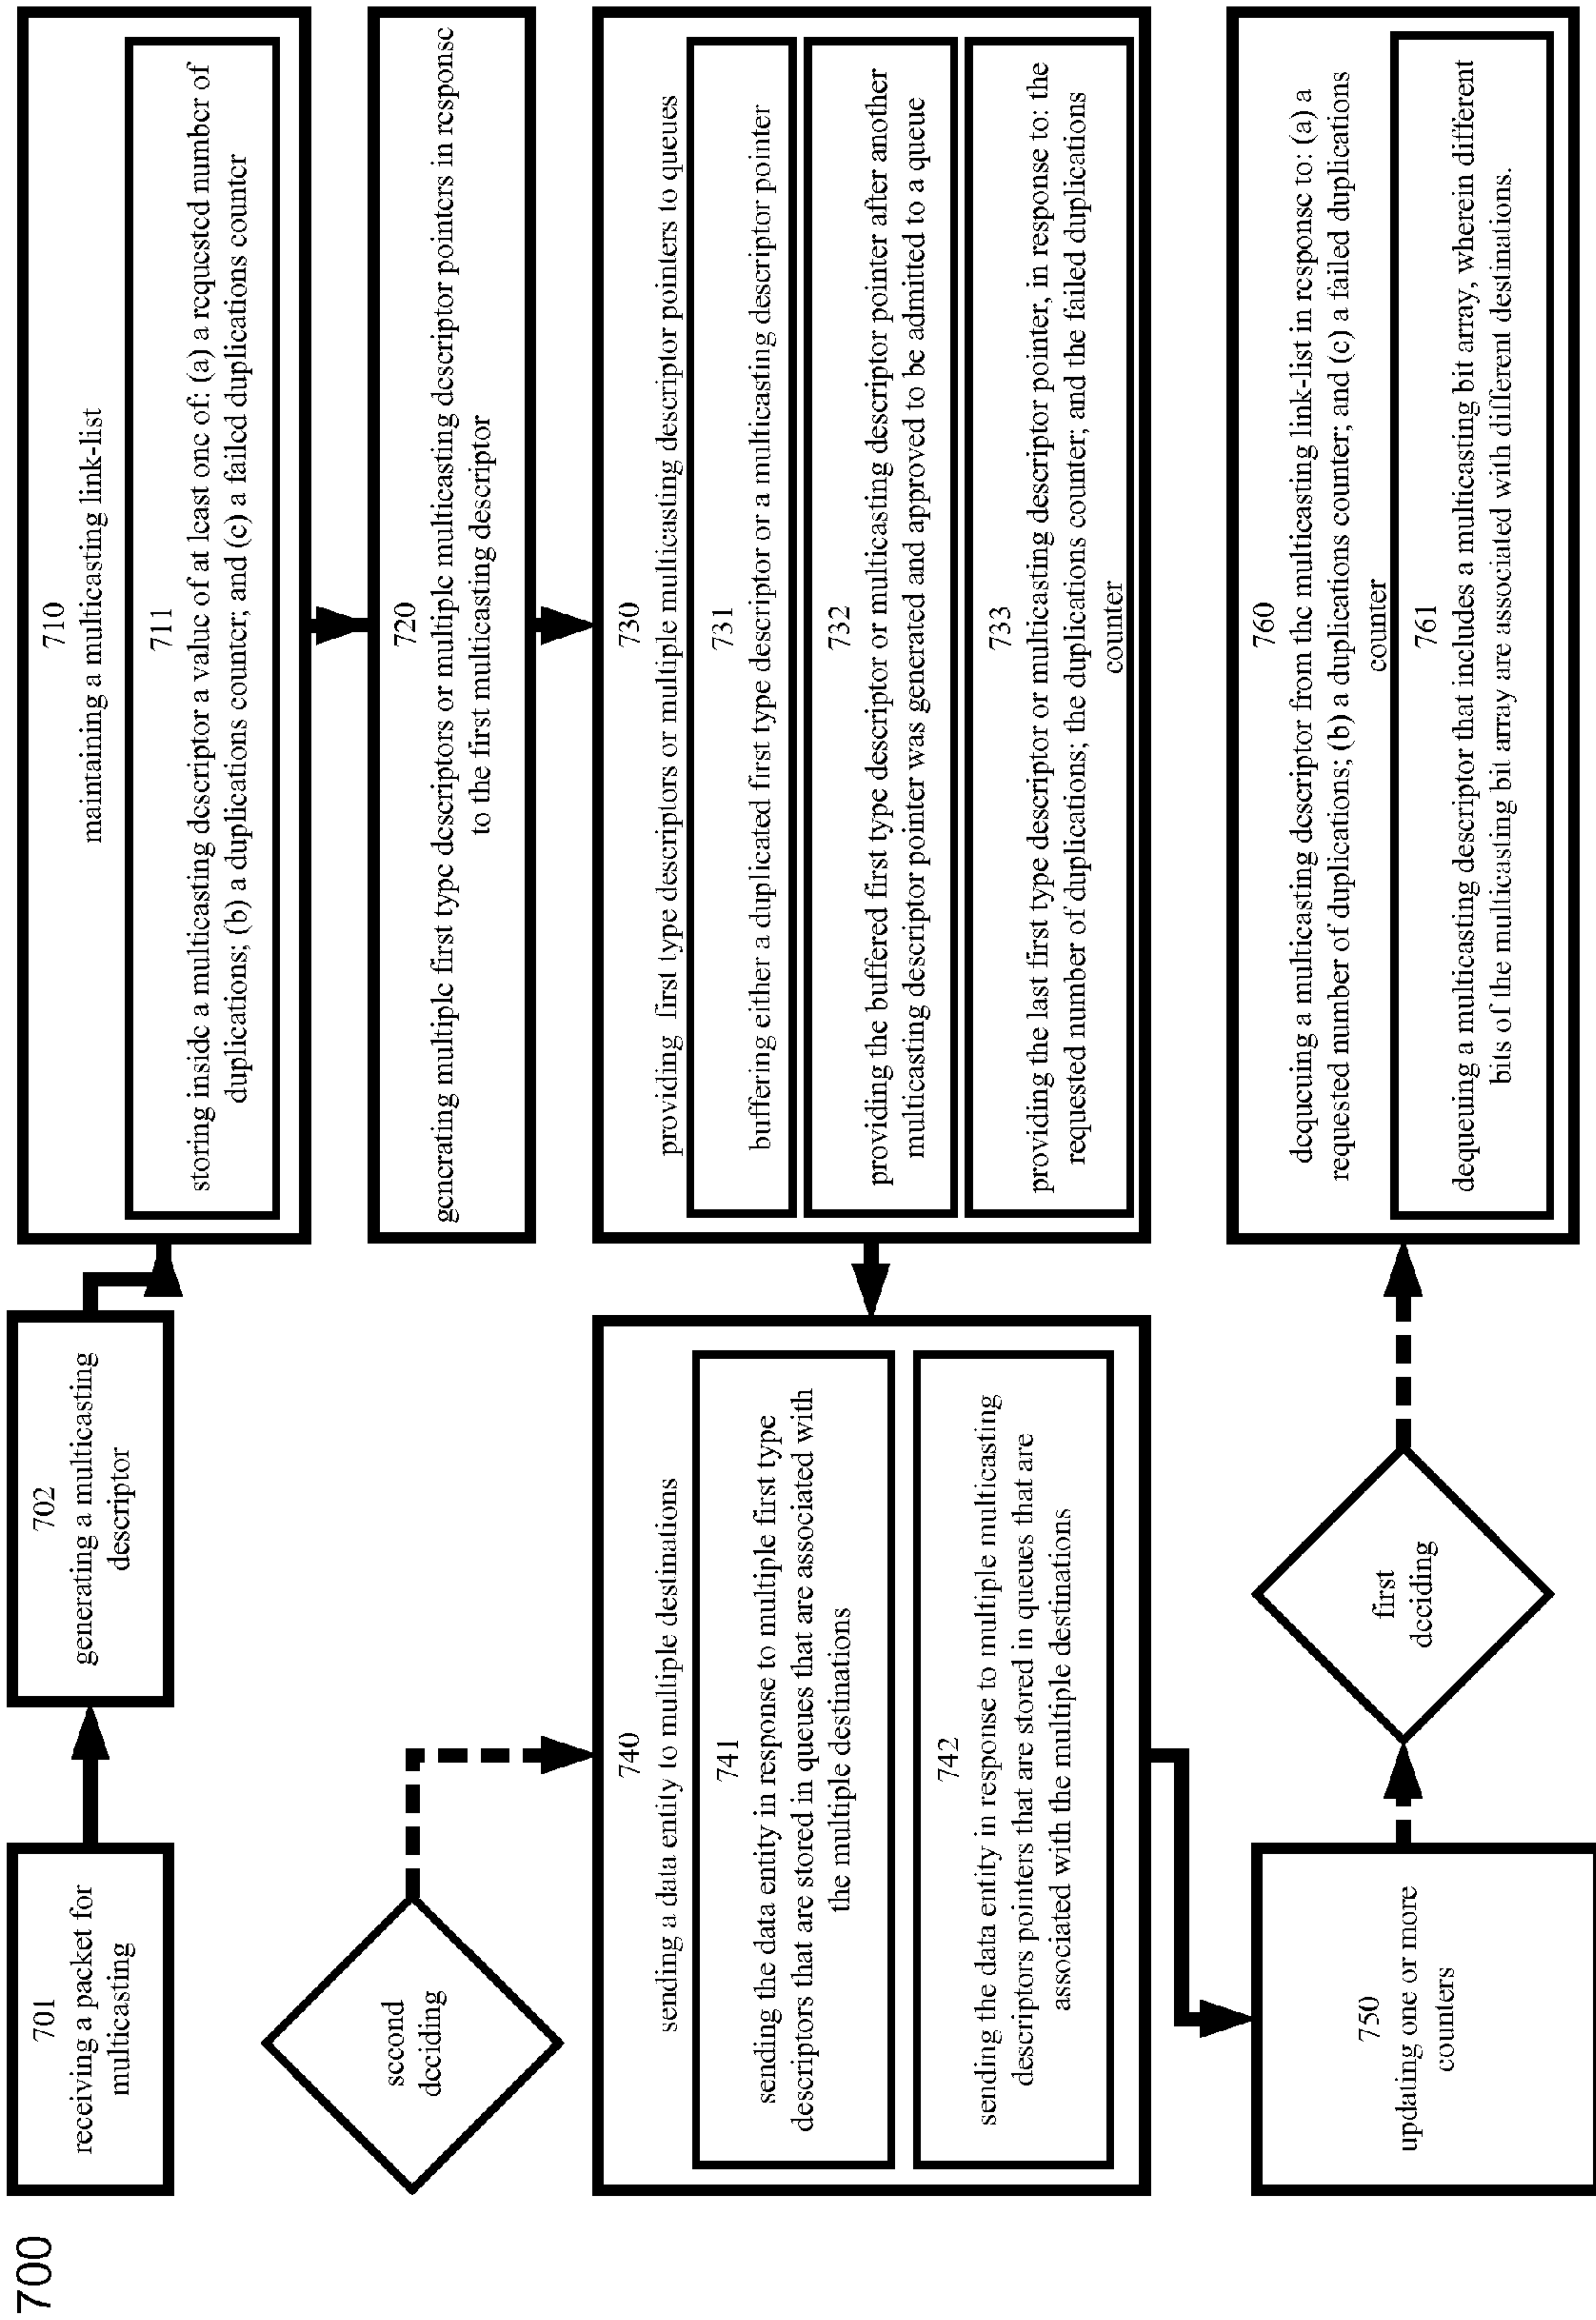 700
701
receiving a packet for
multicasting
702
generating a multicasting
descriptor
710
maintaining a multicasting link-list
711
storing inside a multicasting descriptor a value of at least one of: (a) a requested number of
duplications; (b) a duplications counter; and (c) a failed duplications counter
720
generating multiple first type descriptors or multiple multicasting descriptor pointers in response
to the first multicasting descriptor
730
providing first type descriptors or multiple multicasting descriptor pointers to queues
731
buffering either a duplicated first type descriptor or a multicasting descriptor pointer
732
providing the buffered first type descriptor or multicasting descriptor pointer after another
multicasting descriptor pointer was generated and approved to be admitted to a queue
733
providing the last first type descriptor or multicasting descriptor pointer, in response to: the
requested number of duplications; the duplications counter; and the failed duplications
counter
second
deciding
740
sending a data entity to multiple destinations
741
sending the data entity in response to multiple first type
descriptors that are stored in queues that are associated with
the multiple destinations
742
sending the data entity in response to multiple multicasting
descriptors pointers that are stored in queues that are
associated with the multiple destinations
750
updating one or more
counters
first
deciding
760
dequeuing a multicasting descriptor from the multicasting link-list in response to: (a) a
requested number of duplications; (b) a duplications counter; and (c) a failed duplications
counter
761
dequeuing a multicasting descriptor that includes a multicasting bit array, wherein different
bits of the multicasting bit array are associated with different destinations.